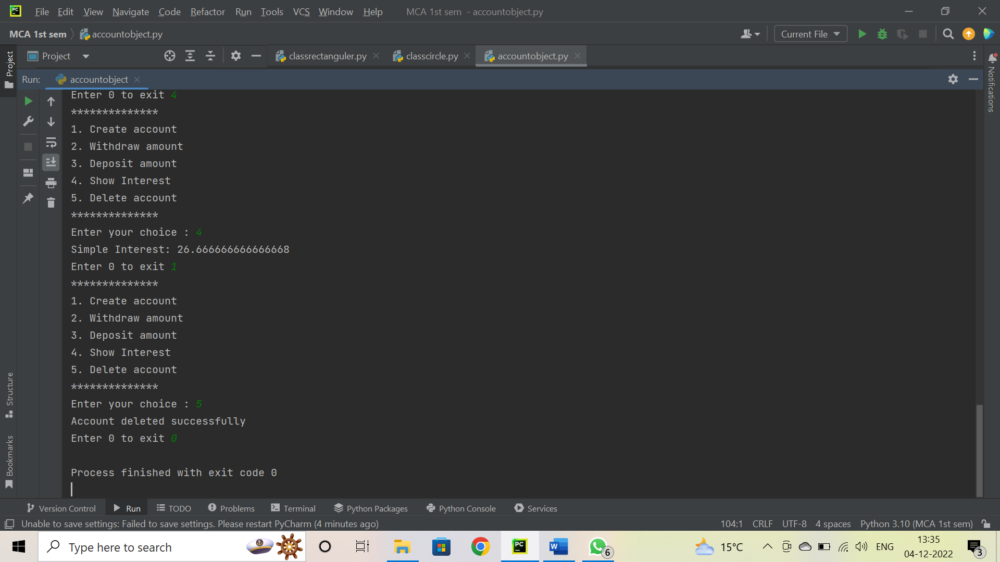 PC File Edit View Navigate Code Refactor Run Tools VCS Window Help MCA 1st sem - accountobject.py
MCA 1st sem accountobject.py Current File
Project classrectanguler.py classcircle.py accountobject.py
Project
Notifications
Run: accountobject
Enter 0 to exit 4
**************
1. Create account
2. Withdraw amount
3. Deposit amount
4. Show Interest
5. Delete account
**************
Enter your choice : 4
Simple Interest: 26.666666666666668
Enter 0 to exit 1
**************
1. Create account
2. Withdraw amount
3. Deposit amount
4. Show Interest
5. Delete account
**************
Enter your choice : 5
Account deleted successfully
Enter 0 to exit 0
Process finished with exit code 0
Structure
Bookmarks
Version Control Run TODO Problems Terminal Python Packages Python Console Services
Unable to save settings: Failed to save settings. Please restart PyCharm (4 minutes ago) 104:1 CRLF UTF-8 4 spaces Python 3.10 (MCA 1st sem)
Type here to search PC W 6 15°C ENG 13:35
04-12-2022 3